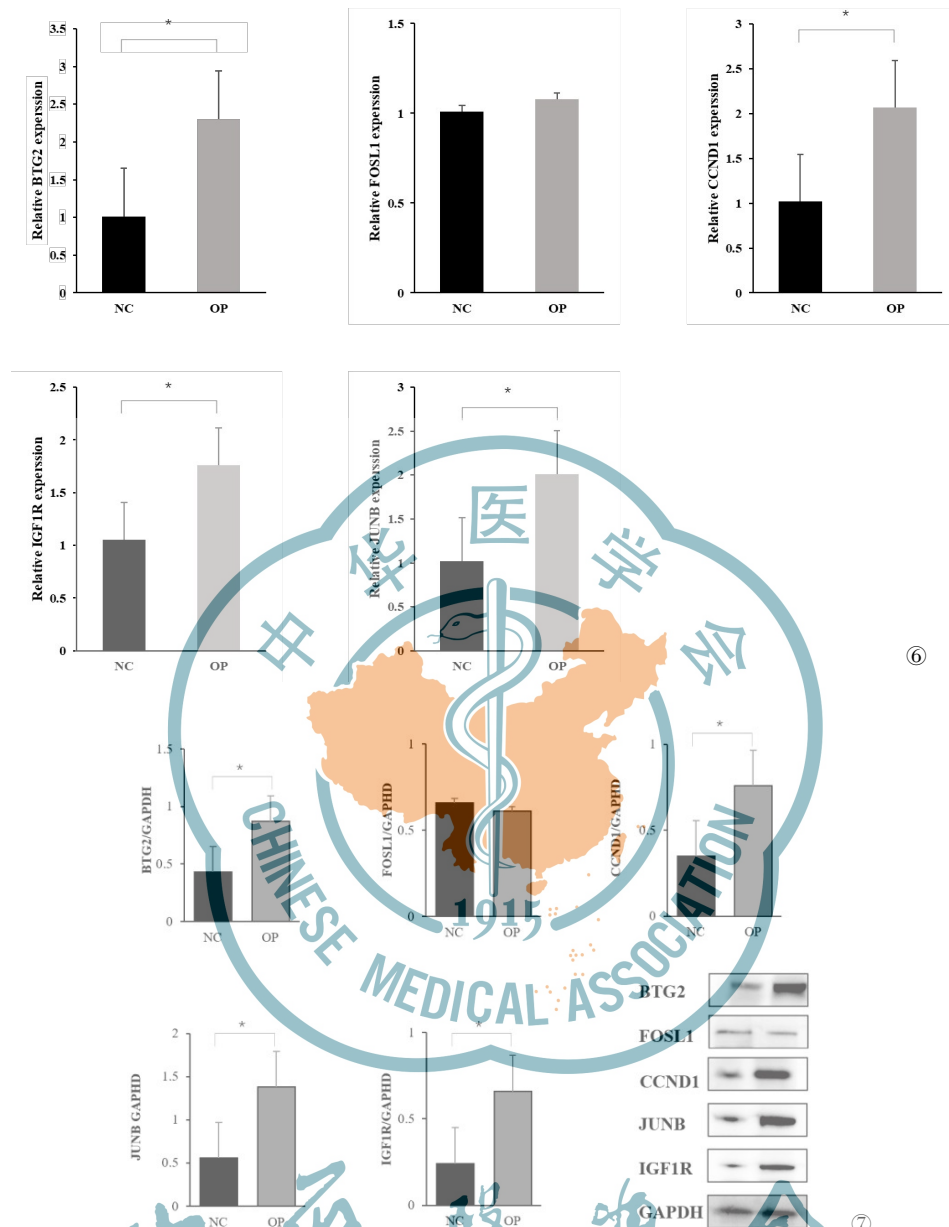 *
3.5
3
2.5
2
1.5
1
0.5
0
Relative BTG2 experssion
NC OP
1.5
1
0.5
0
Relative FOSL1 experssion
NC OP
*
3
2.5
2
1.5
1
0.5
0
Relative CCND1 experssion
NC OP
*
2.5
2
1.5
1
0.5
0
Relative IGF1R experssion
NC OP
*
3
2.5
2
1.5
1
0.5
0
Relative JUNB experssion
NC OP
⑥
中华医学会
*
1.5
1
0.5
0
BTG2/GAPDH
NC OP
1
0.5
0
FOSL1/GAPHD
NC OP
*
1
0.5
0
CCND1/GAPHD
NC OP
1915
CHINESE MEDICAL ASSOCIATION
*
2
1.5
1
0.5
0
JUNB GAPHD
NC OP
*
1
0.5
0
IGF1R/GAPHD
NC OP
BTG2
FOSL1
CCND1
JUNB
IGF1R
GAPDH
⑦